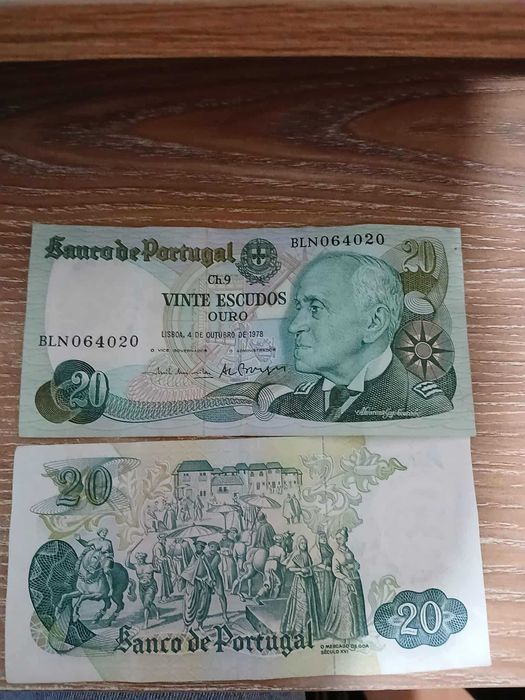 Banco de Portugal
BLN064020
20
Ch.9
VINTE ESCUDOS
OURO
LISBOA, 4 DE OUTUBRO DE 1978
O VICE-GOVERNADOR O ADMINISTRADOR
BLN064020
20
20
Banco de Portugal
O MERCADO DE GOA
SÉCULO XVI
20